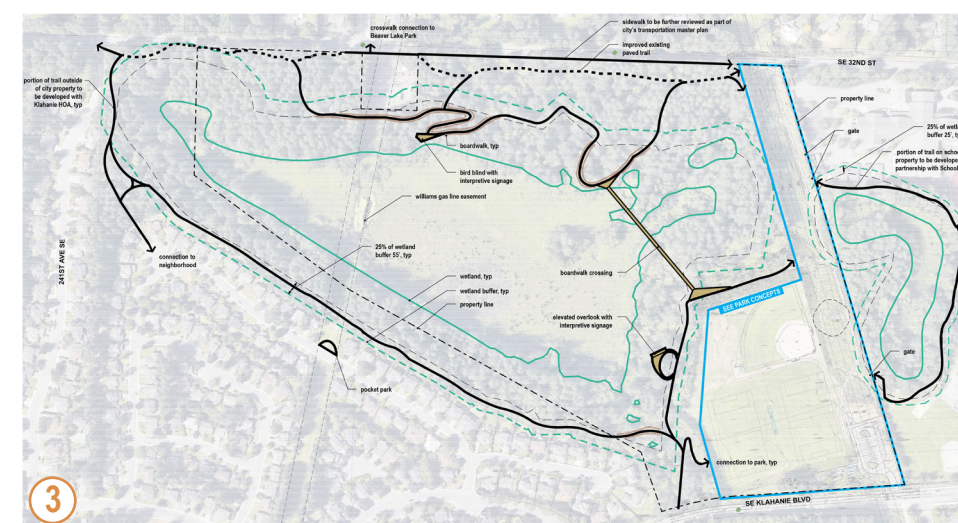 crosswalk connection to
Beaver Lake Park
sidewalk to be further reviewed as part of
city's transportation master plan
improved existing
paved trail
SE 32ND ST
portion of trail outside
of city property to
be developed with
Klahanie HOA, typ
property line
gate
25% of
buffer 25',
portion of trail on
property to be
partnership with School
boardwalk, typ
bird blind with
interpretive signage
williams gas line easement
241ST AVE SE
connection to
neighborhood
25% of wetland
buffer 55', typ
wetland, typ
wetland buffer, typ
property line
boardwalk crossing
SEE PARK CONCEPTS
elevated overlook with
interpretive signage
gate
pocket park
connection to park, typ
SE KLAHANIE BLVD
3